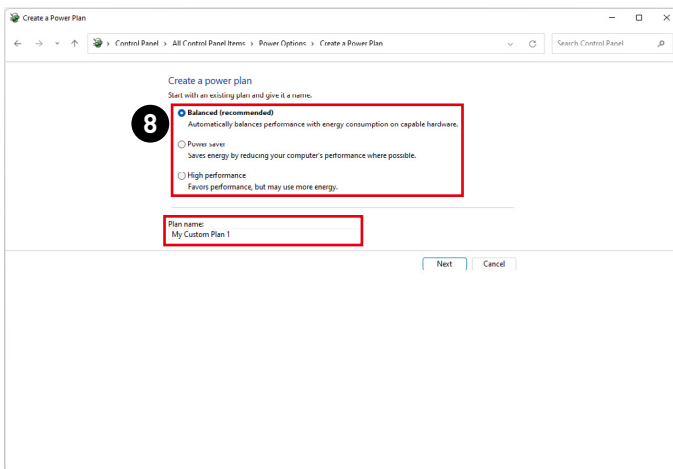 Create a Power Plan
Control Panel > All Control Panel Items > Power Options > Create a Power Plan
Search Control Panel
Create a power plan
Start with an existing plan and give it a name.
8
Balanced (recommended)
Automatically balances performance with energy consumption on capable hardware.
Power saver
Saves energy by reducing your computer's performance where possible.
High performance
Favors performance, but may use more energy.
Plan name:
My Custom Plan 1
Next Cancel